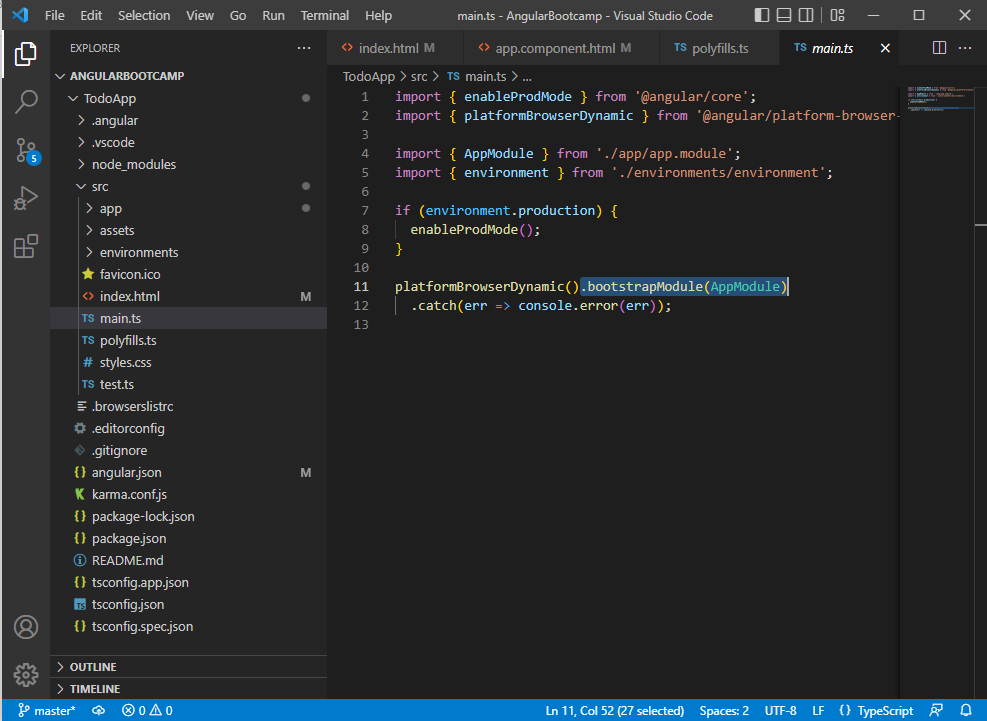 File Edit Selection View Go Run Terminal Help main.ts - AngularBootcamp - Visual Studio Code
EXPLORER
index.html M
app.component.html M
TS polyfills.ts
TS main.ts
ANGULARBOOTCAMP
TodoApp
.angular
.vscode
node_modules
src
app
assets
environments
favicon.ico
index.html M
TS main.ts
TS polyfills.ts
# styles.css
TS test.ts
.browserslistrc
.editorconfig
.gitignore
{} angular.json M
karma.conf.js
{} package-lock.json
{} package.json
README.md
{} tsconfig.app.json
TS tsconfig.json
{} tsconfig.spec.json
OUTLINE
TIMELINE
5
TodoApp > src > TS main.ts > ...
1 import { enableProdMode } from '@angular/core';
2 import { platformBrowserDynamic } from '@angular/platform-browser-
3
4 import { AppModule } from './app/app.module';
5 import { environment } from './environments/environment';
6
7 if (environment.production) {
8 enableProdMode();
9 }
10
11 platformBrowserDynamic().bootstrapModule(AppModule)
12 .catch(err => console.error(err));
13
master* 0 0 Ln 11, Col 52 (27 selected) Spaces: 2 UTF-8 LF {} TypeScript